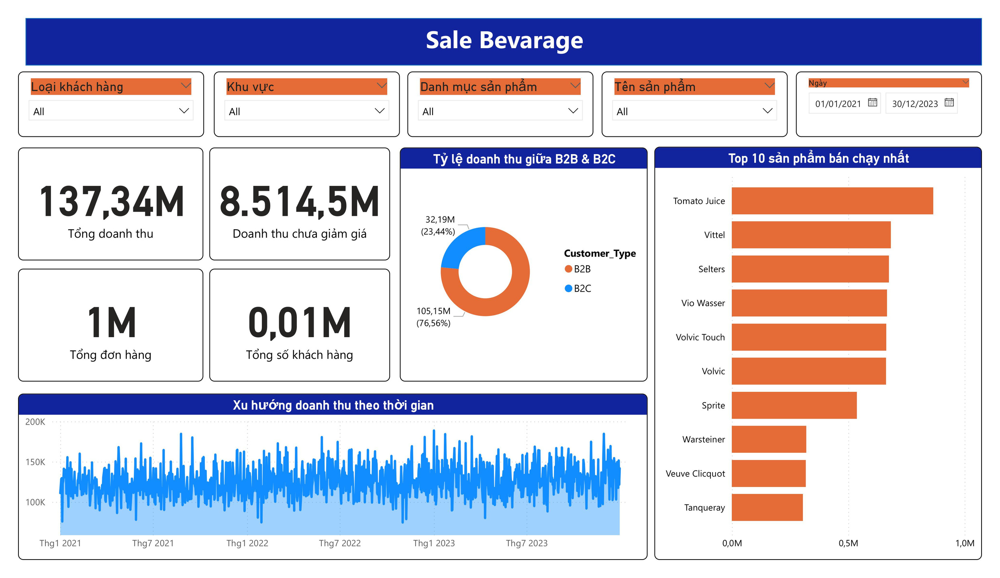 Sale Bevarage
Loại khách hàng
All
Khu vực
All
Danh mục sản phẩm
All
Tên sản phẩm
All
Ngày
01/01/2021
30/12/2023
137,34M
Tổng doanh thu
8.514,5M
Doanh thu chưa giảm giá
1M
Tổng đơn hàng
0,01M
Tổng số khách hàng
Tỷ lệ doanh thu giữa B2B & B2C
32,19M
(23,44%)
105,15M
(76,56%)
Customer_Type
B2B
B2C
Top 10 sản phẩm bán chạy nhất
Tomato Juice
Vittel
Selters
Vio Wasser
Volvic Touch
Volvic
Sprite
Warsteiner
Veuve Clicquot
Tanqueray
0,0M
0,5M
1,0M
Xu hướng doanh thu theo thời gian
200K
150K
100K
Thg1 2021
Thg7 2021
Thg1 2022
Thg7 2022
Thg1 2023
Thg7 2023